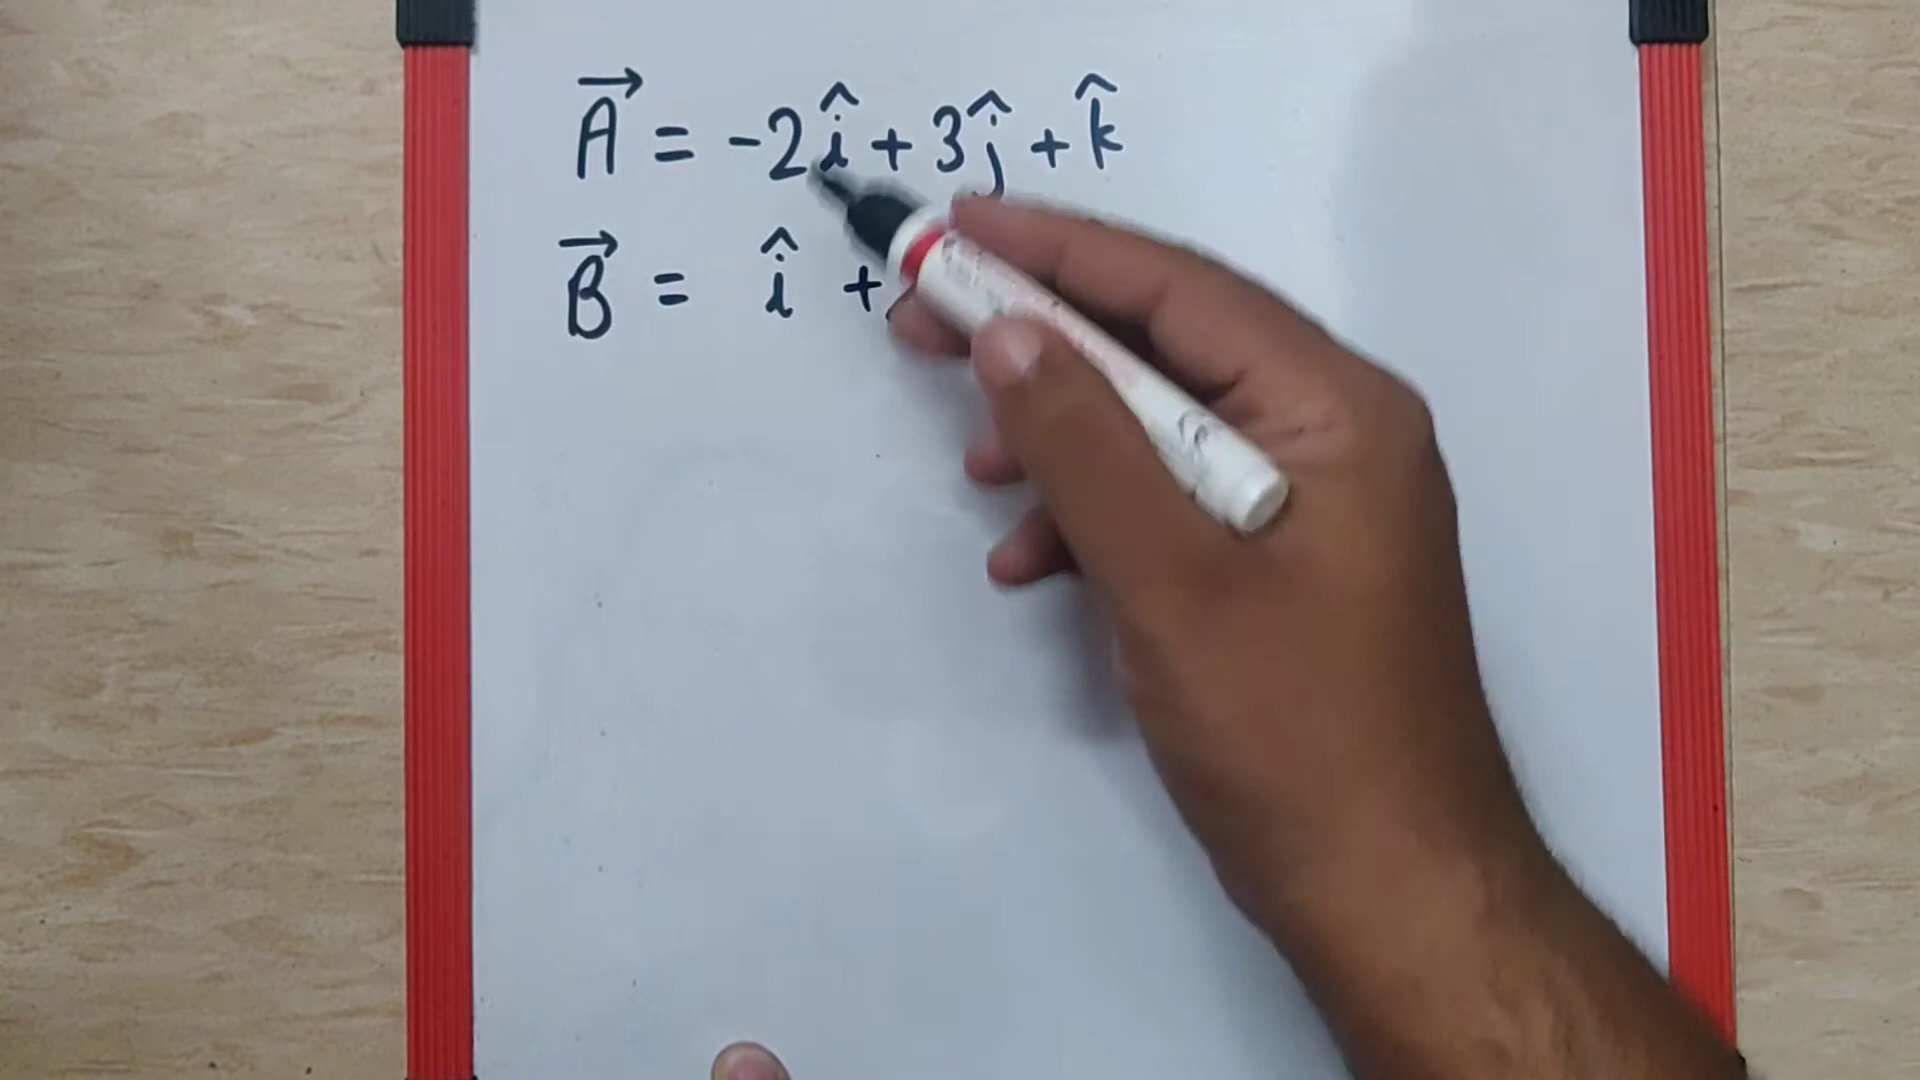 A⃗ = -2î + 3ĵ + k̂
B⃗ = î +